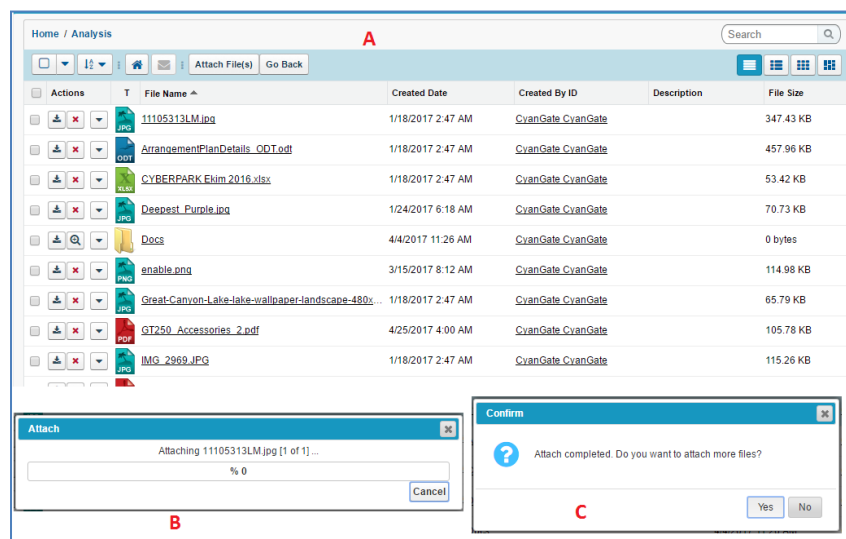 Home / Analysis
A
Search
Attach File(s) Go Back
Actions T File Name Created Date Created By ID Description File Size
JPG 11105313LM.jpg 1/18/2017 2:47 AM CyanGate CyanGate 347.43 KB
ODT ArrangementPlanDetails_ODT.odt 1/18/2017 2:47 AM CyanGate CyanGate 457.96 KB
XLSX CYBERPARK Ekim 2016.xlsx 1/18/2017 2:47 AM CyanGate CyanGate 53.42 KB
JPG Deepest_Purple.jpg 1/24/2017 6:18 AM CyanGate CyanGate 70.73 KB
Docs 4/4/2017 11:26 AM CyanGate CyanGate 0 bytes
PNG enable.png 3/15/2017 8:12 AM CyanGate CyanGate 114.98 KB
JPG Great-Canyon-Lake-lake-wallpaper-landscape-480x... 1/18/2017 2:47 AM CyanGate CyanGate 65.79 KB
PDF GT250_Accessories_2.pdf 4/25/2017 4:00 AM CyanGate CyanGate 105.78 KB
JPG IMG_2969.JPG 1/18/2017 2:47 AM CyanGate CyanGate 115.26 KB
Attach
Attaching 11105313LM.jpg [1 of 1] ...
% 0
Cancel
B
Confirm
Attach completed. Do you want to attach more files?
C
Yes No